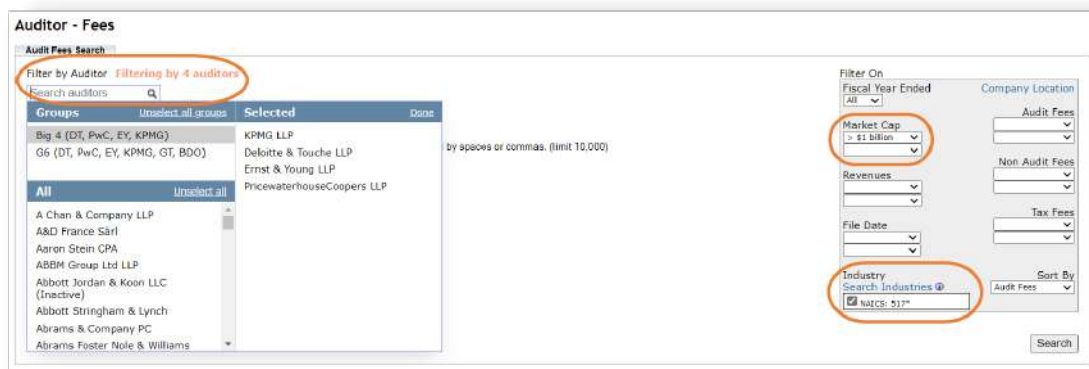 Auditor - Fees
Audit Fees Search
Filter by Auditor Filtering by 4 auditors
Search auditors
Groups Unselect all groups
Big 4 (DT, PwC, EY, KPMG)
G6 (DT, PwC, EY, KPMG, GT, BDO)
All Unselect all
A Chan & Company LLP
A&D France Sàrl
Aaron Stein CPA
ABBM Group Ltd LLP
Abbott Jordan & Koon LLC
(Inactive)
Abbott Stringham & Lynch
Abrams & Company PC
Abrams Foster Nole & Williams
Selected Done
KPMG LLP
Deloitte & Touche LLP
Ernst & Young LLP
PricewaterhouseCoopers LLP
by spaces or commas. (limit 10,000)
Filter On
Fiscal Year Ended
All
Market Cap
> $1 billion
Revenues
File Date
Industry
Search Industries
NAICS: 517*
Company Location
Audit Fees
Non Audit Fees
Tax Fees
Sort By
Audit Fees
Search